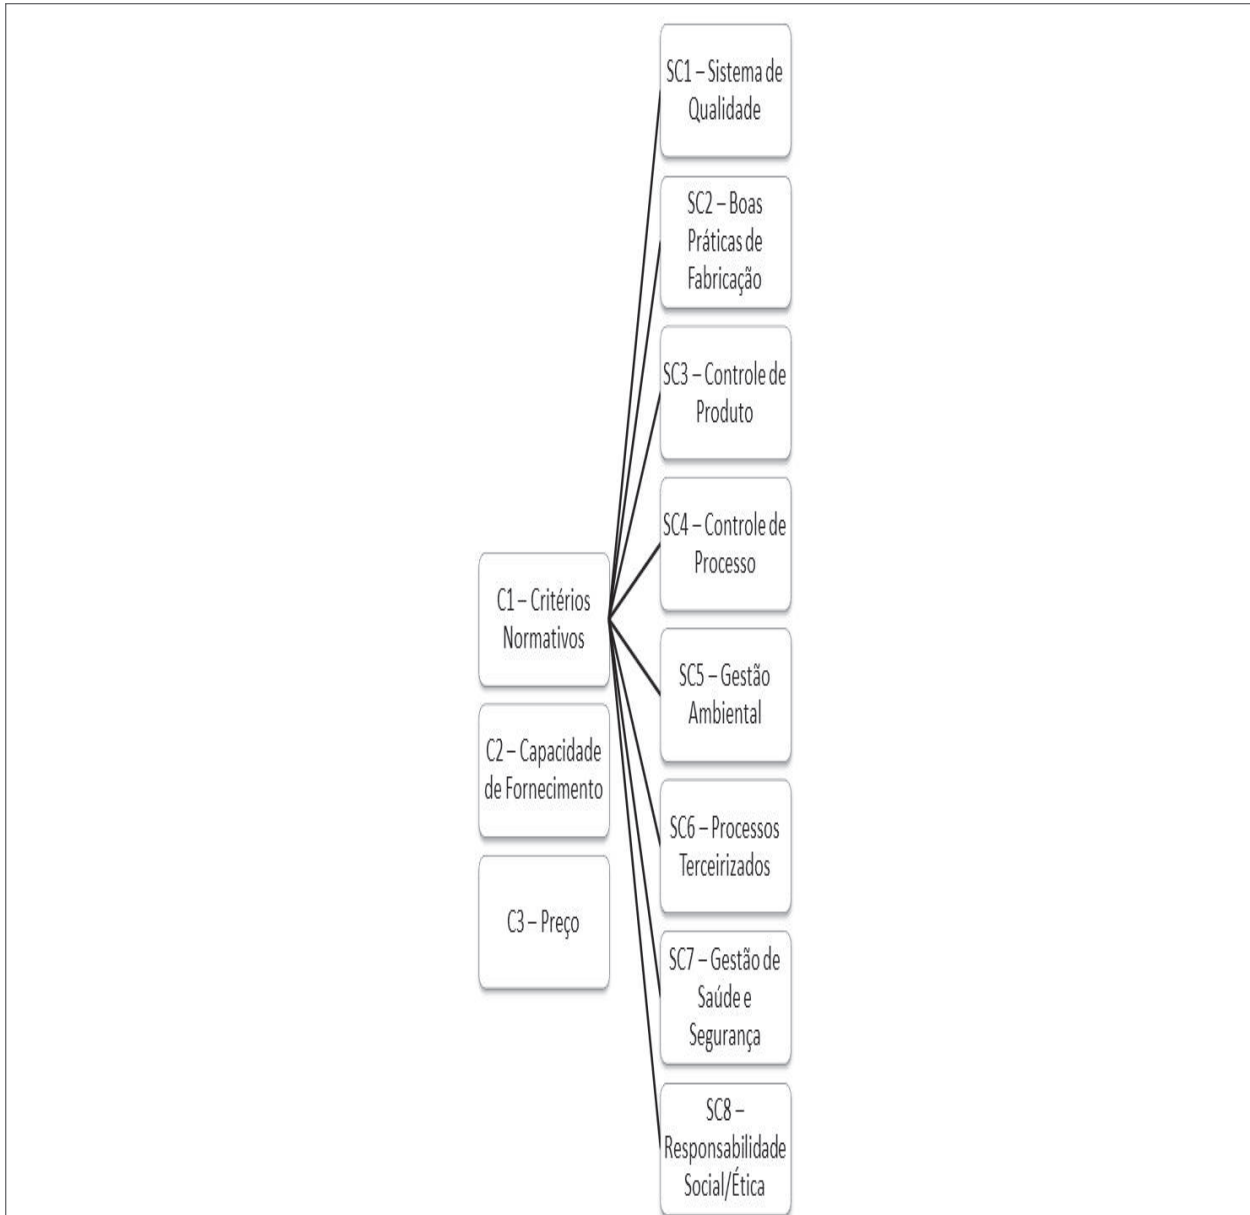 C1 – Critérios
Normativos
C2 – Capacidade
de Fornecimento
C3 – Preço
SC1 – Sistema de
Qualidade
SC2 – Boas
Práticas de
Fabricação
SC3 – Controle de
Produto
SC4 – Controle de
Processo
SC5 – Gestão
Ambiental
SC6 – Processos
Terceirizados
SC7 – Gestão de
Saúde e
Segurança
SC8 –
Responsabilidade
Social/Ética